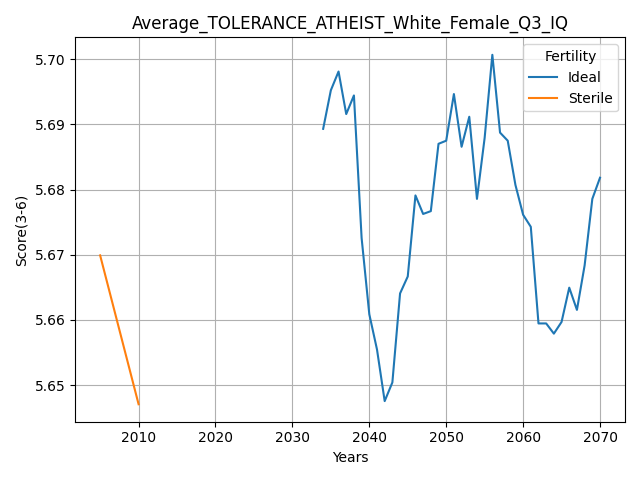 Average_TOLERANCE_ATHEIST_White_Female_Q3_IQ
Fertility
Ideal
Sterile
Score(3-6)
5.70
5.69
5.68
5.67
5.66
5.65
2010 2020 2030 2040 2050 2060 2070
Years